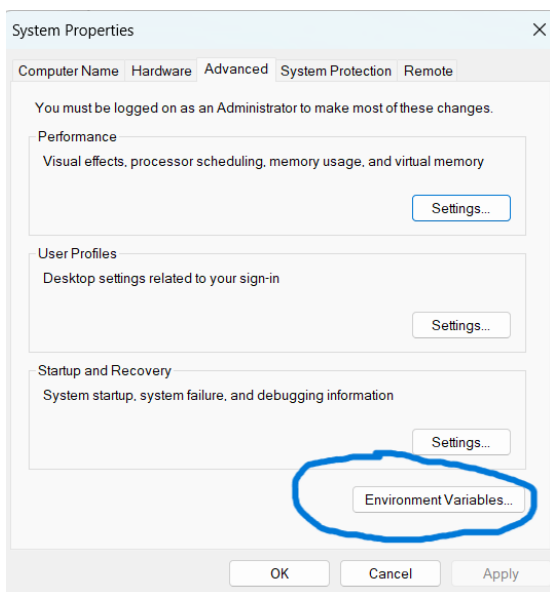 System Properties
Computer Name Hardware Advanced System Protection Remote
You must be logged on as an Administrator to make most of these changes.
Performance
Visual effects, processor scheduling, memory usage, and virtual memory
Settings...
User Profiles
Desktop settings related to your sign-in
Settings...
Startup and Recovery
System startup, system failure, and debugging information
Settings...
Environment Variables...
OK Cancel Apply